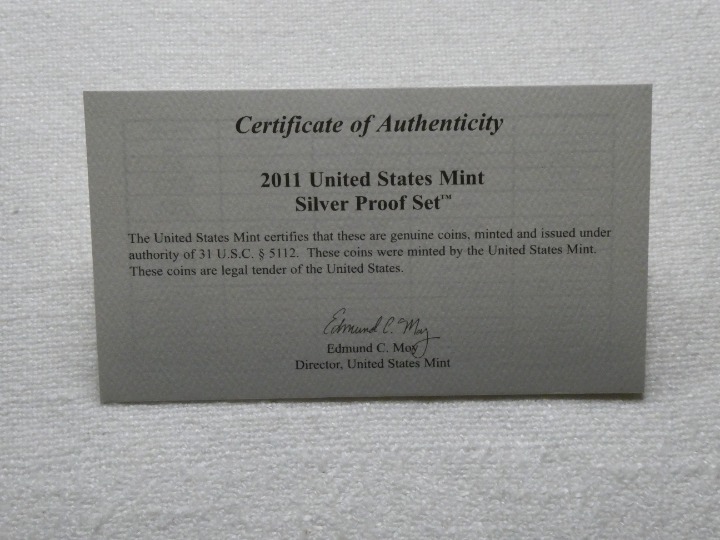 Certificate of Authenticity
2011 United States Mint
Silver Proof Set™
The United States Mint certifies that these are genuine coins, minted and issued under
authority of 31 U.S.C. § 5112. These coins were minted by the United States Mint.
These coins are legal tender of the United States.
Edmund C. Moy
Edmund C. Moy
Director, United States Mint